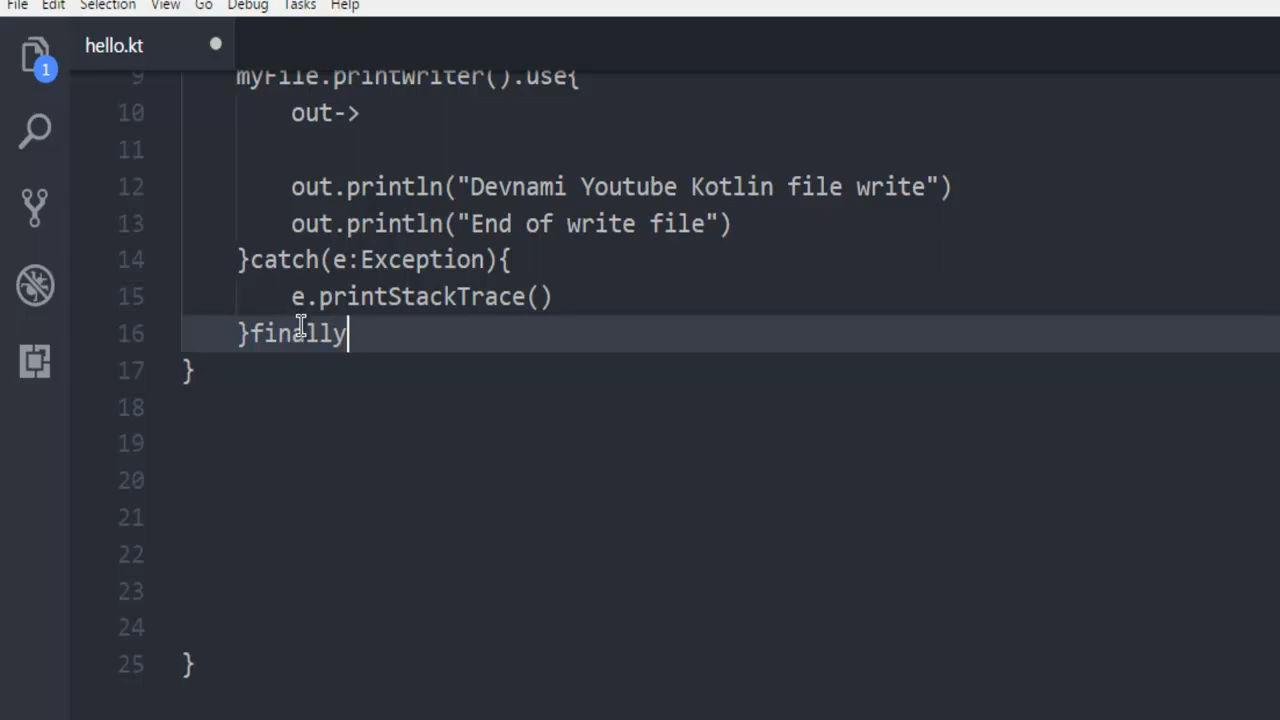 File Edit Selection View Go Debug Tasks Help
hello.kt
1
9 myFile.printWriter().use{
10 out->
11
12 out.println("Devnami Youtube Kotlin file write")
13 out.println("End of write file")
14 }catch(e:Exception){
15 e.printStackTrace()
16 }finally
17 }
18
19
20
21
22
23
24
25 }